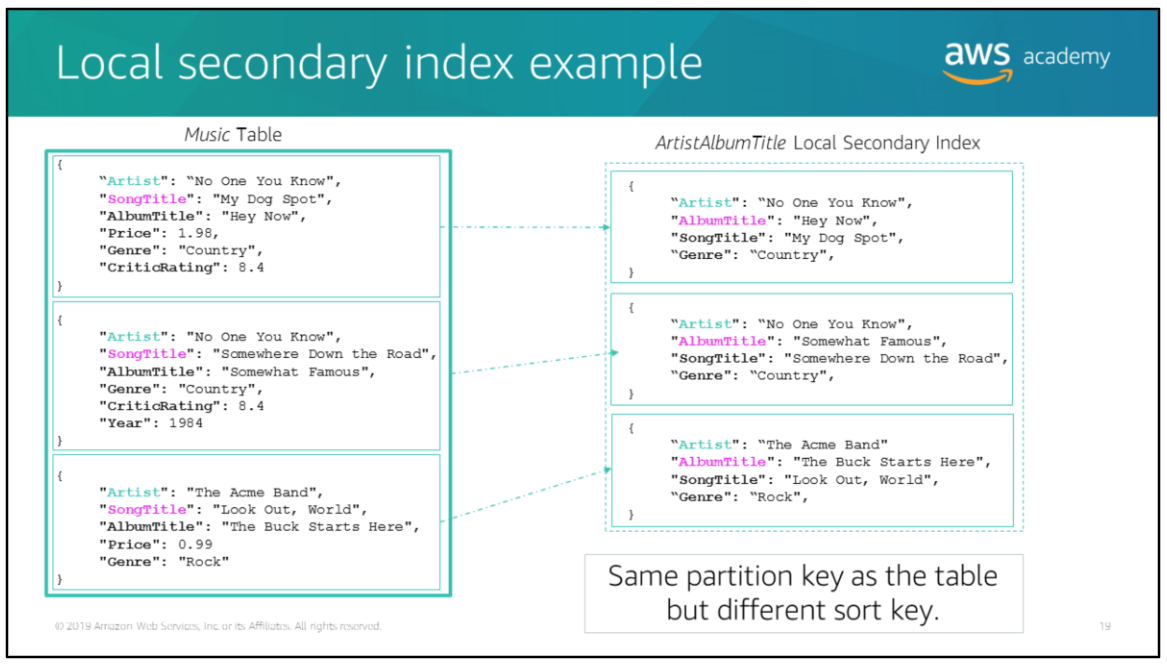 Local secondary index example
aws academy
Music Table
{
"Artist": "No One You Know",
"SongTitle": "My Dog Spot",
"AlbumTitle": "Hey Now",
"Price": 1.98,
"Genre": "Country",
"CriticRating": 8.4
}
{
"Artist": "No One You Know",
"SongTitle": "Somewhere Down the Road",
"AlbumTitle": "Somewhat Famous",
"Genre": "Country",
"CriticRating": 8.4
"Year": 1984
}
{
"Artist": "The Acme Band",
"SongTitle": "Look Out, World",
"AlbumTitle": "The Buck Starts Here",
"Price": 0.99
"Genre": "Rock"
}
ArtistAlbumTitle Local Secondary Index
{
"Artist": "No One You Know",
"AlbumTitle": "Hey Now",
"SongTitle": "My Dog Spot",
"Genre": "Country",
}
{
"Artist": "No One You Know",
"AlbumTitle": "Somewhat Famous",
"SongTitle": "Somewhere Down the Road",
"Genre": "Country",
}
{
"Artist": "The Acme Band"
"AlbumTitle": "The Buck Starts Here",
"SongTitle": "Look Out, World",
"Genre": "Rock",
}
Same partition key as the table
but different sort key.
© 2019 Amazon Web Services, Inc. or its Affiliates. All rights reserved.
19